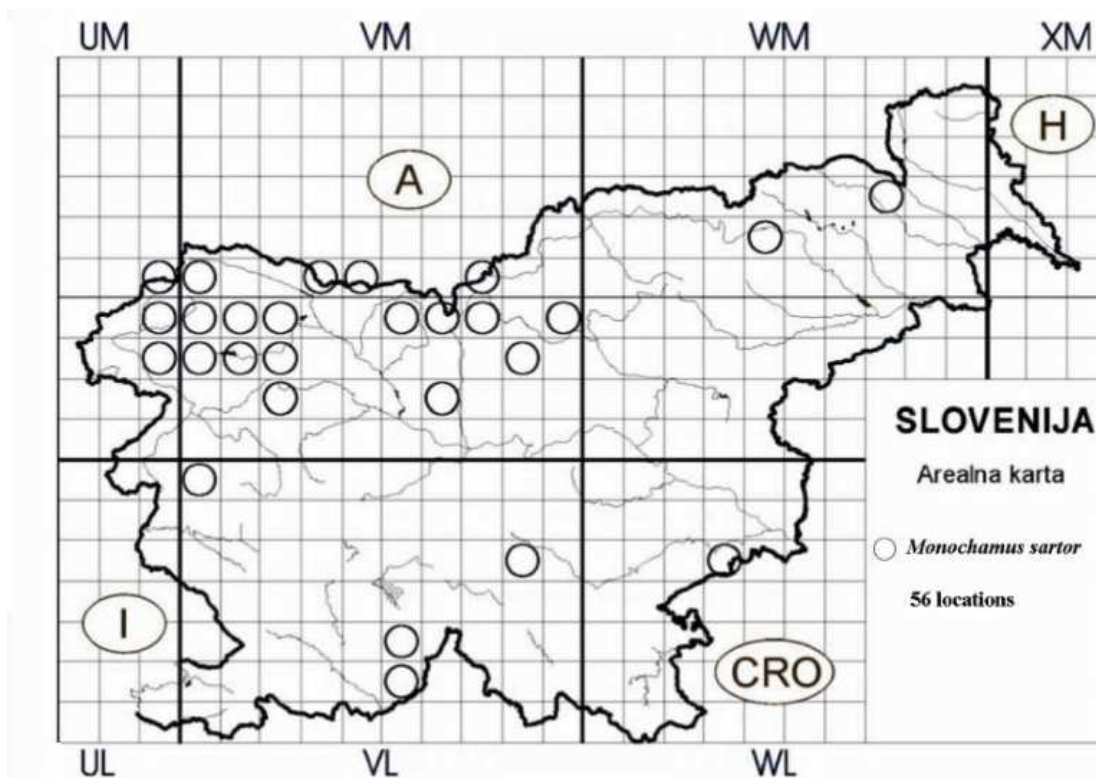 UM VM WM XM
H
A
SLOVENIJA
Arealna karta
Monochamus sartor
56 locations
I
CRO
UL VL WL